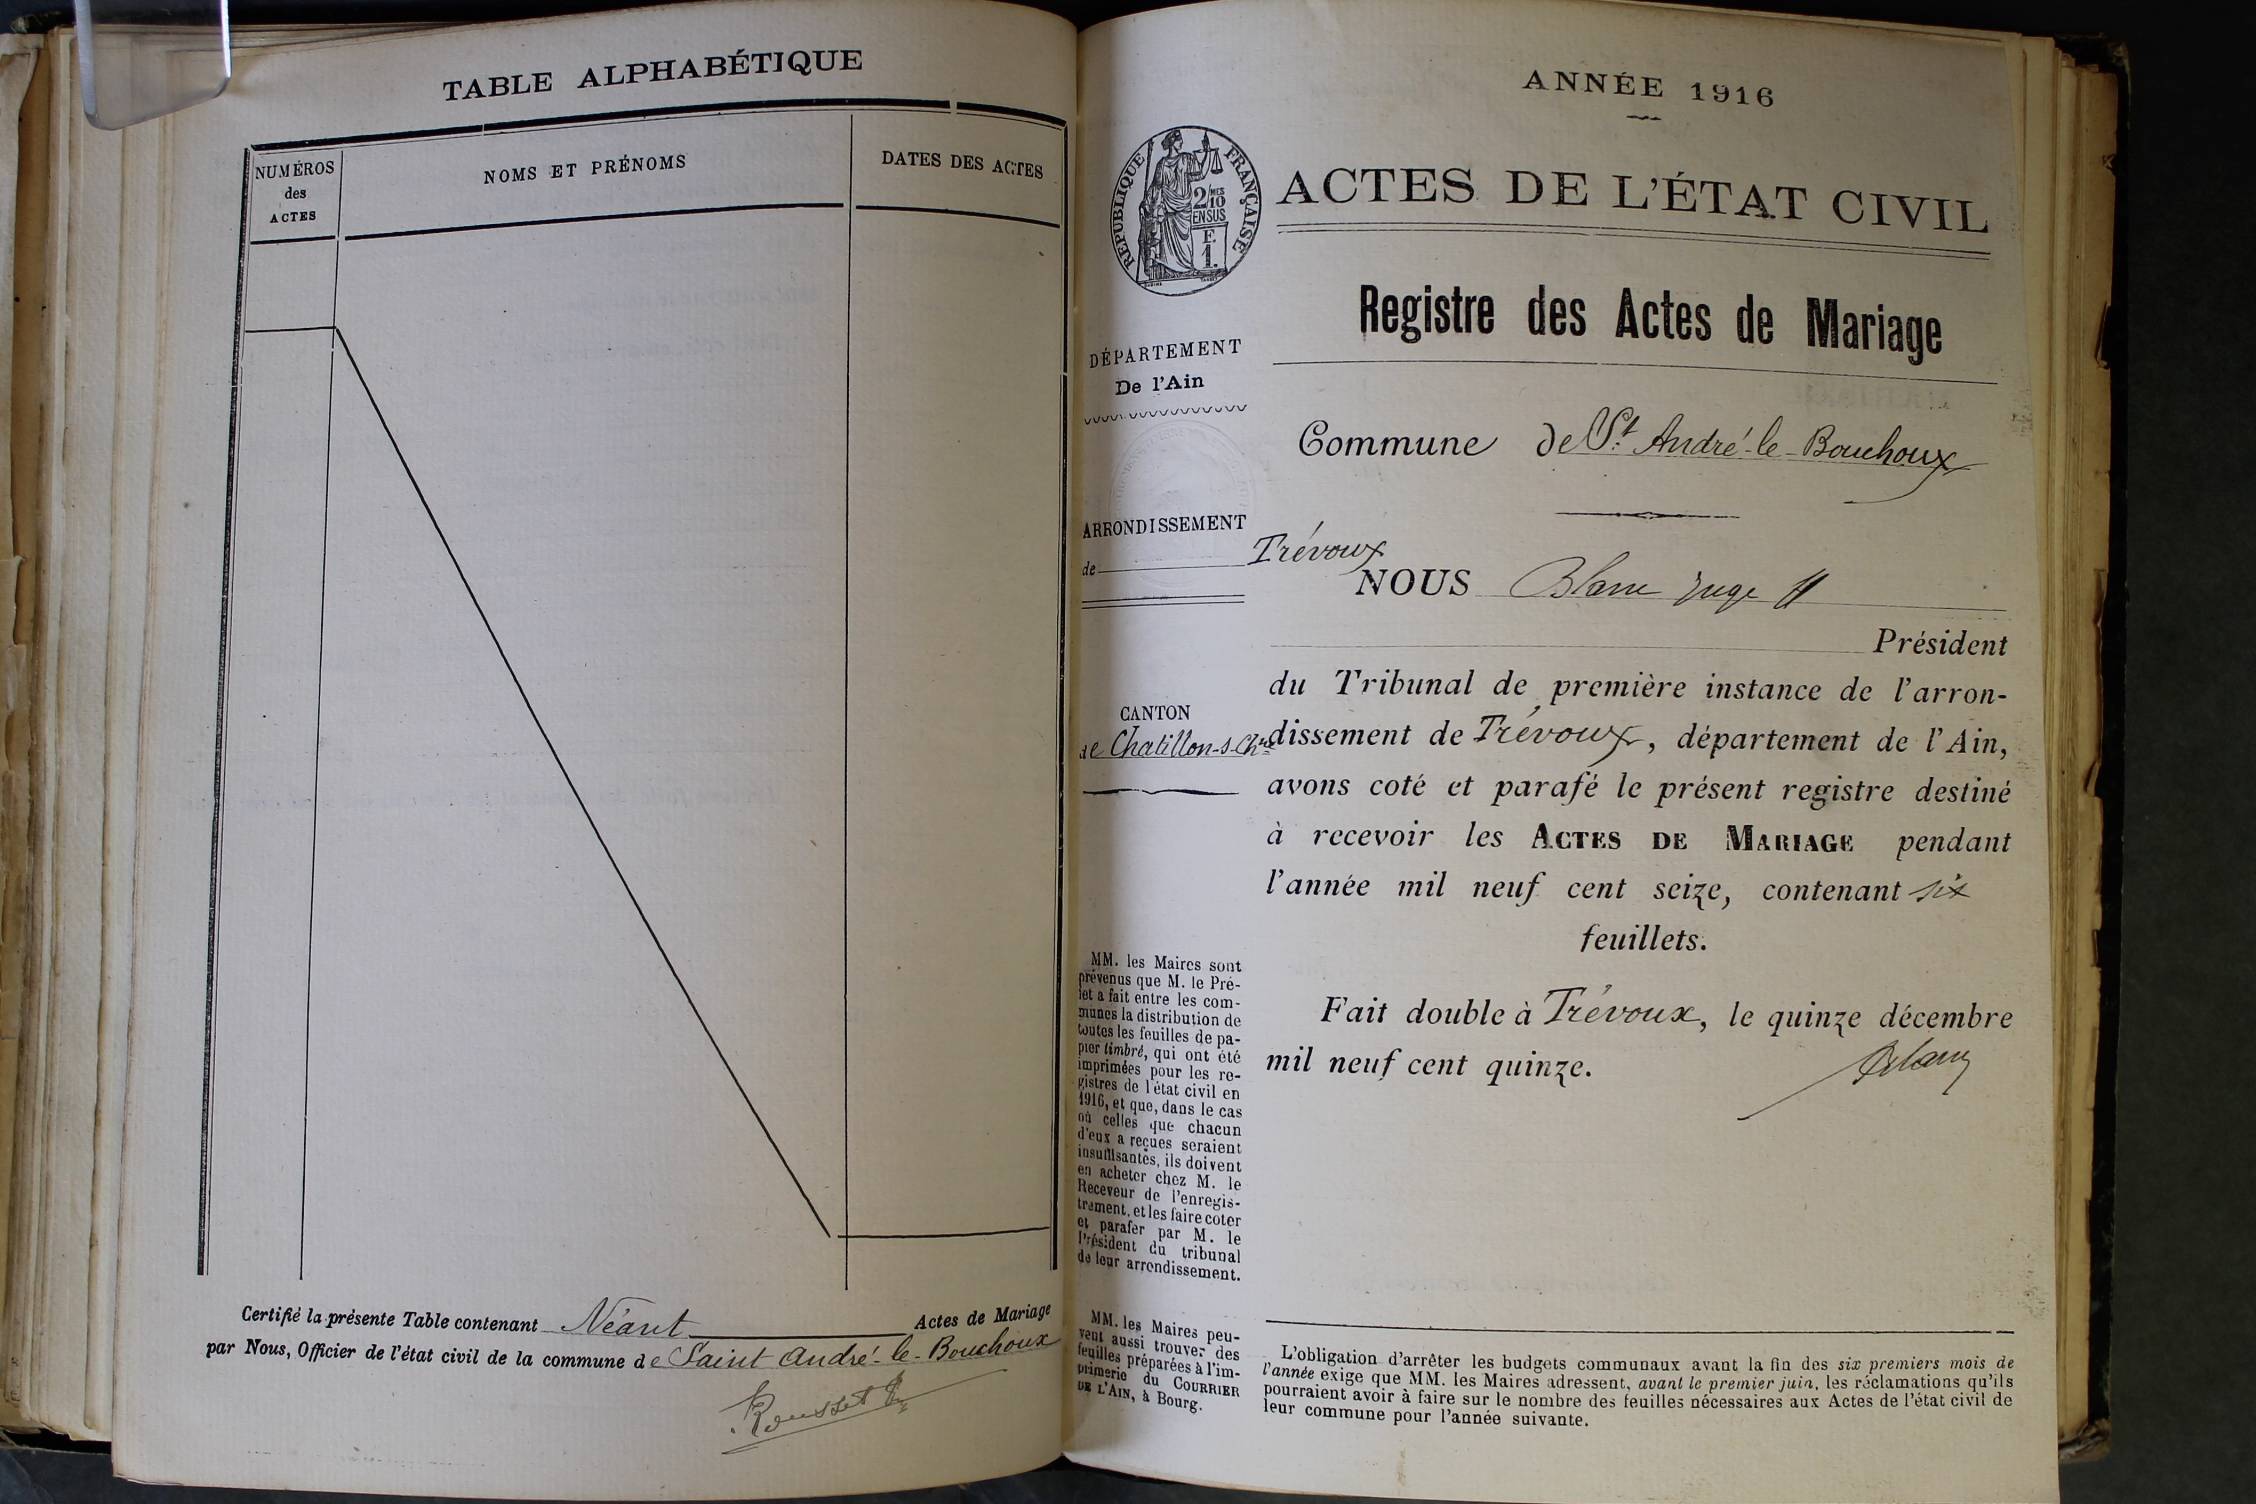 TABLE ALPHABÉTIQUE
NUMÉROS
des
ACTES
NOMS ET PRÉNOMS
DATES DES ACTES
Certifié la présente Table contenant Néant Actes de Mariage
par Nous, Officier de l'état civil de la commune de Saint André-le-Bouchoux
Rousset
ANNÉE 1916
RÉPUBLIQUE FRANÇAISE
2/10 MES
EN SUS
F.
1.
ACTES DE L'ÉTAT CIVIL
Registre des Actes de Mariage
DÉPARTEMENT
De l'Ain
Commune de St. André-le-Bouchoux
ARRONDISSEMENT
de Trévoux
NOUS Blanc Juge
Président
du Tribunal de première instance de l'arron-
dissement de Trévoux, département de l'Ain,
avons coté et parafé le présent registre destiné
à recevoir les ACTES DE MARIAGE pendant
l'année mil neuf cent seize, contenant six
feuillets.
Fait double à Trévoux, le quinze décembre
mil neuf cent quinze.
Blanc
CANTON
de Chatillon-s-Chne
MM. les Maires sont
prévenus que M. le Pré-
fet a fait entre les com-
munes la distribution de
toutes les feuilles de pa-
pier timbré, qui ont été
imprimées pour les re-
gistres de l'état civil en
1916, et que, dans le cas
où celles que chacun
d'eux a reçues seraient
insuffisantes, ils doivent
en acheter chez M. le
Receveur de l'enregis-
trement, et les faire coter
et parafer par M. le
Président du tribunal
de leur arrondissement.
MM. les Maires peu-
vent aussi trouver des
feuilles préparées à l'im-
primerie du COURRIER
DE L'AIN, à Bourg.
L'obligation d'arrêter les budgets communaux avant la fin des six premiers mois de
l'année exige que MM. les Maires adressent, avant le premier juin, les réclamations qu'ils
pourraient avoir à faire sur le nombre des feuilles nécessaires aux Actes de l'état civil de
leur commune pour l'année suivante.